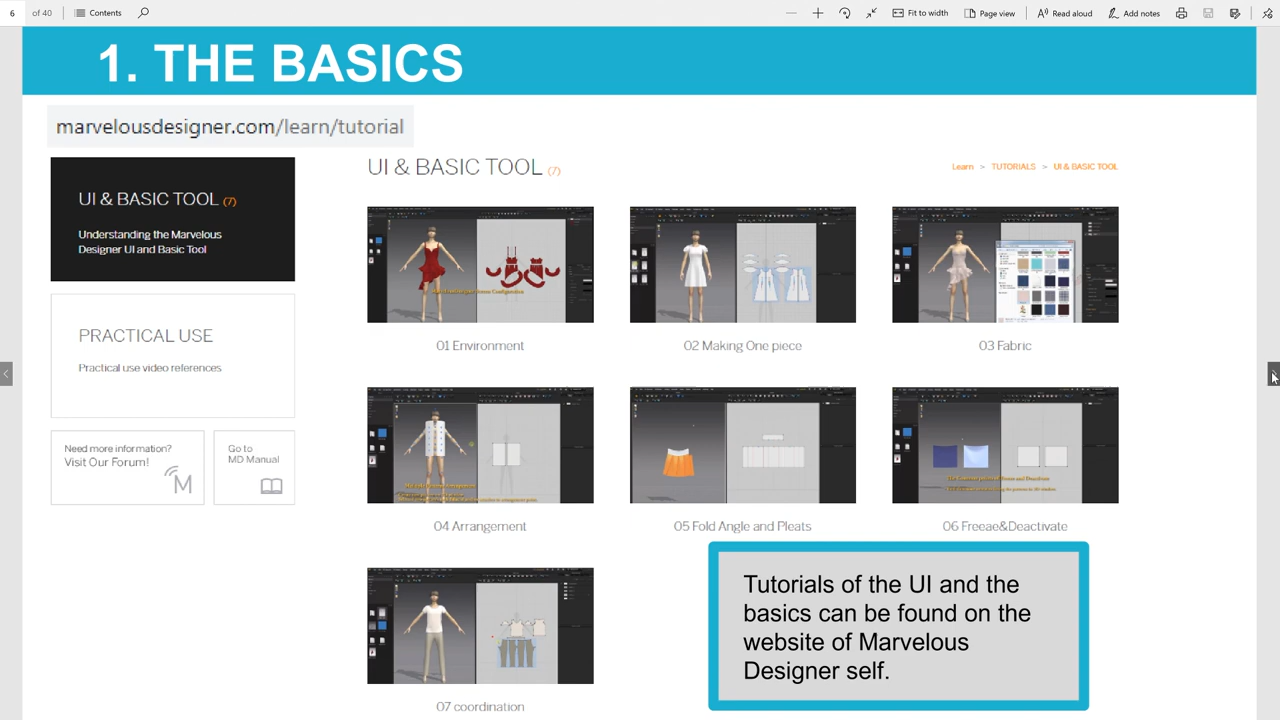 6 of 40 Contents Fit to width Page view Read aloud Add notes
1. THE BASICS
marvelousdesigner.com/learn/tutorial
UI & BASIC TOOL (7)
Understanding the Marvelous
Designer UI and Basic Tool
PRACTICAL USE
Practical use video references
Need more information?
Visit Our Forum!
Go to
MD Manual
UI & BASIC TOOL (7)
Learn > TUTORIALS > UI & BASIC TOOL
01 Environment
02 Making One piece
03 Fabric
04 Arrangement
05 Fold Angle and Pleats
06 Freeae&Deactivate
07 coordination
Tutorials of the UI and the
basics can be found on the
website of Marvelous
Designer self.